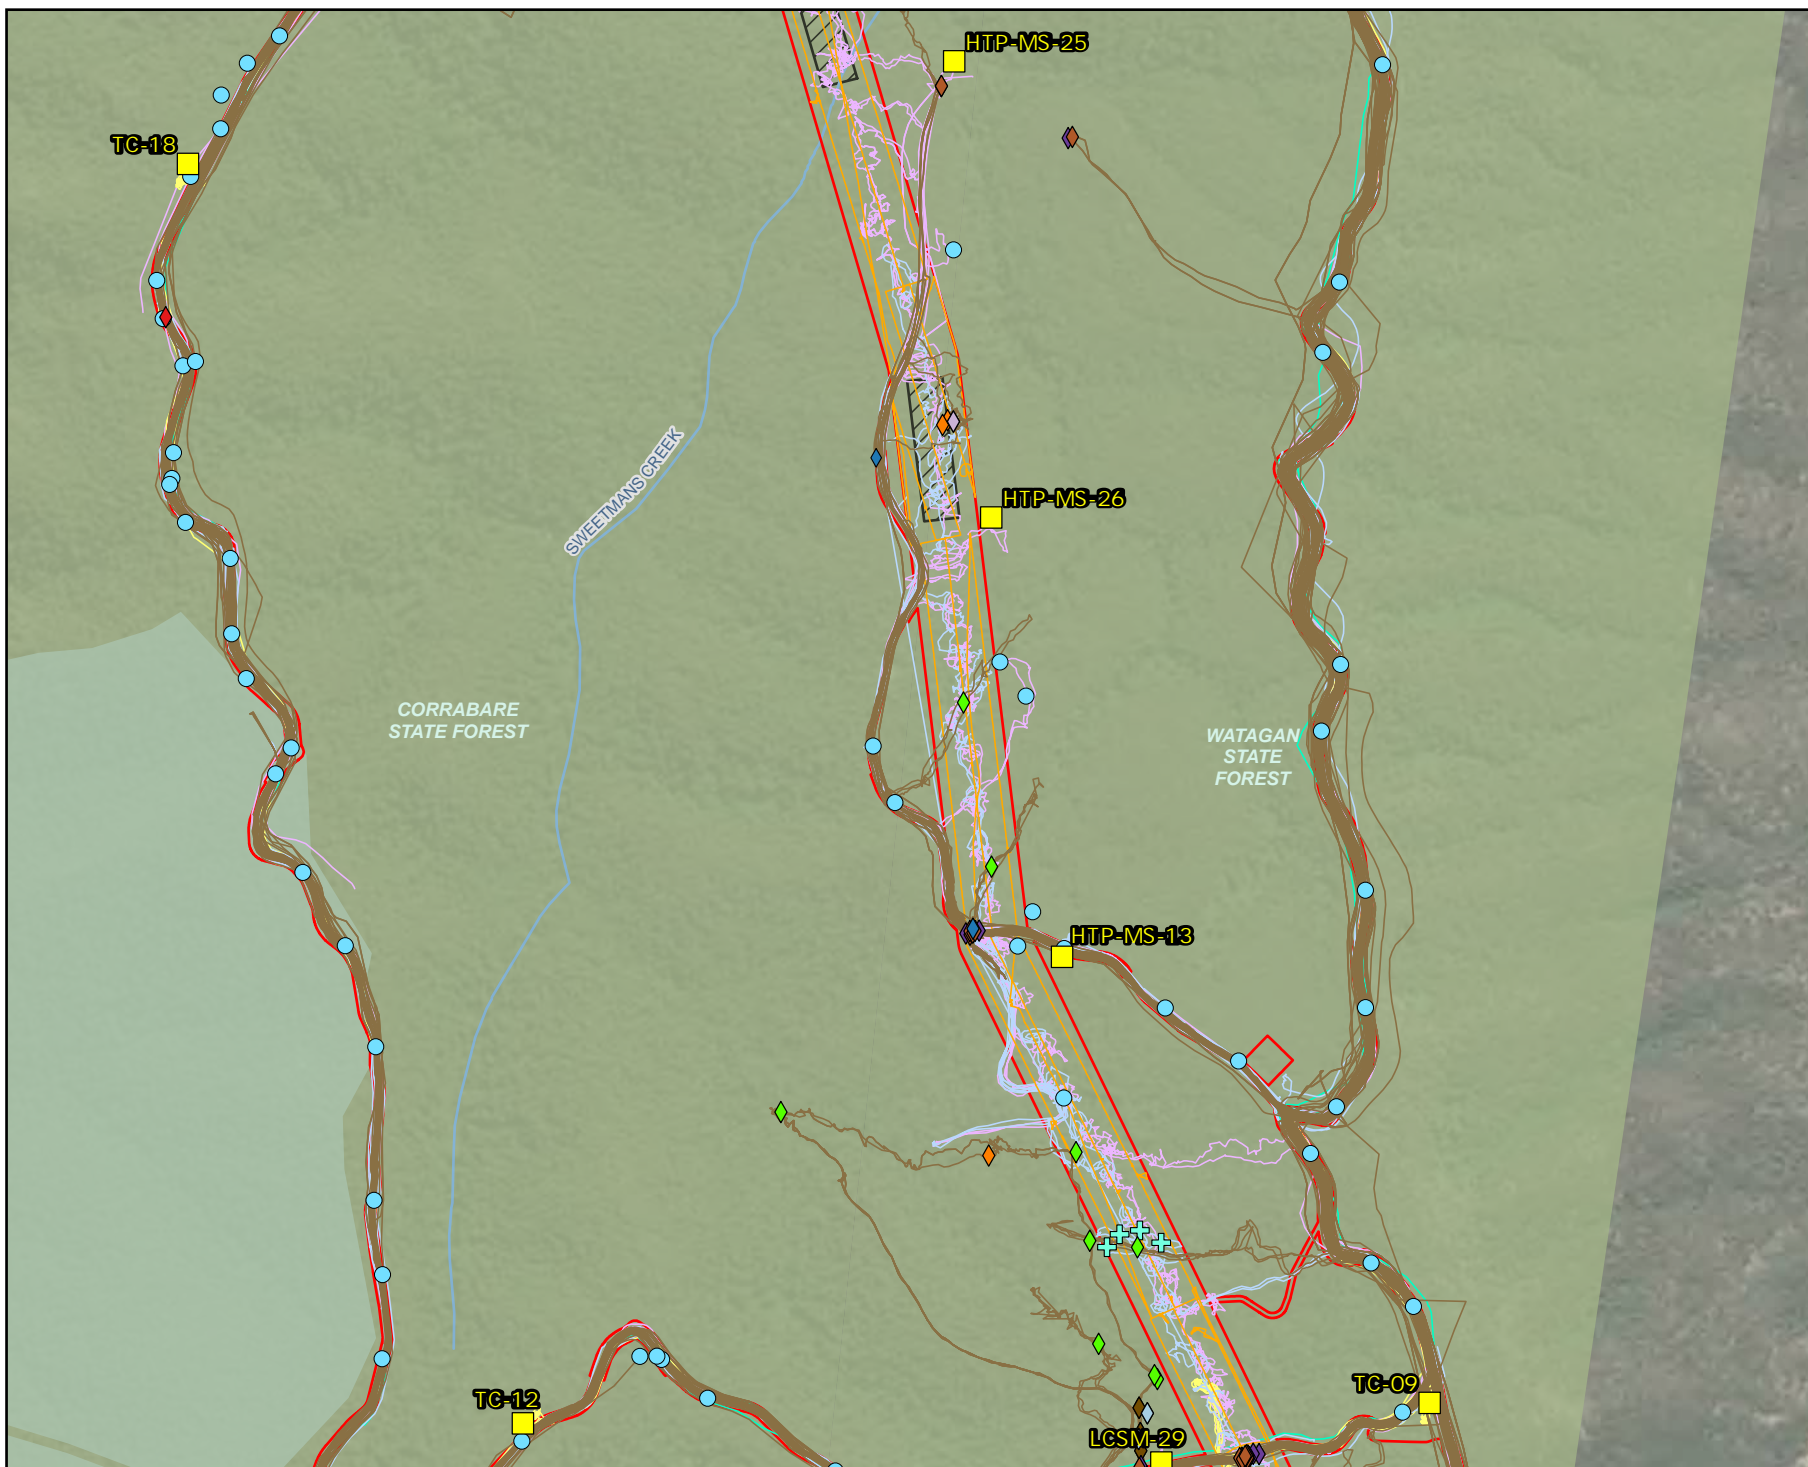 HTP-MS-25
TC-18
SWEETMANS CREEK
HTP-MS-26
CORRABARE
STATE FOREST
WATAGAN
STATE
FOREST
HTP-MS-13
TC-12
TC-09
LCSM-29